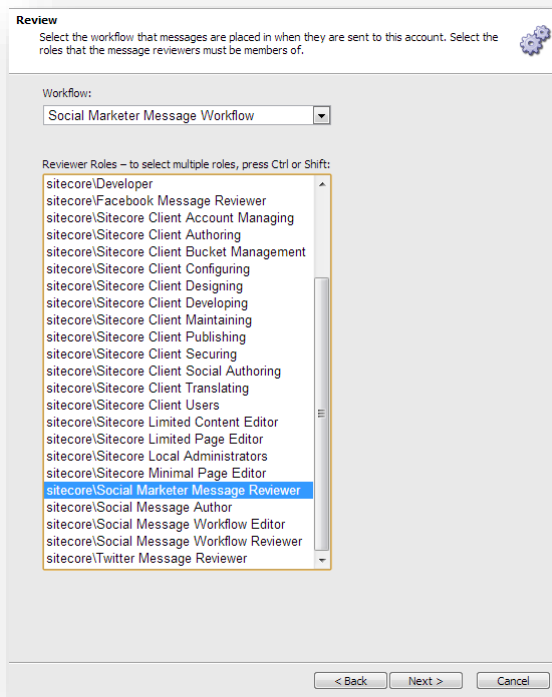 Review
Select the workflow that messages are placed in when they are sent to this account. Select the
roles that the message reviewers must be members of.
Workflow:
Social Marketer Message Workflow
Reviewer Roles – to select multiple roles, press Ctrl or Shift:
sitecore\Developer
sitecore\Facebook Message Reviewer
sitecore\Sitecore Client Account Managing
sitecore\Sitecore Client Authoring
sitecore\Sitecore Client Bucket Management
sitecore\Sitecore Client Configuring
sitecore\Sitecore Client Designing
sitecore\Sitecore Client Developing
sitecore\Sitecore Client Maintaining
sitecore\Sitecore Client Publishing
sitecore\Sitecore Client Securing
sitecore\Sitecore Client Social Authoring
sitecore\Sitecore Client Translating
sitecore\Sitecore Client Users
sitecore\Sitecore Limited Content Editor
sitecore\Sitecore Limited Page Editor
sitecore\Sitecore Local Administrators
sitecore\Sitecore Minimal Page Editor
sitecore\Social Marketer Message Reviewer
sitecore\Social Message Author
sitecore\Social Message Workflow Editor
sitecore\Social Message Workflow Reviewer
sitecore\Twitter Message Reviewer
< Back Next > Cancel